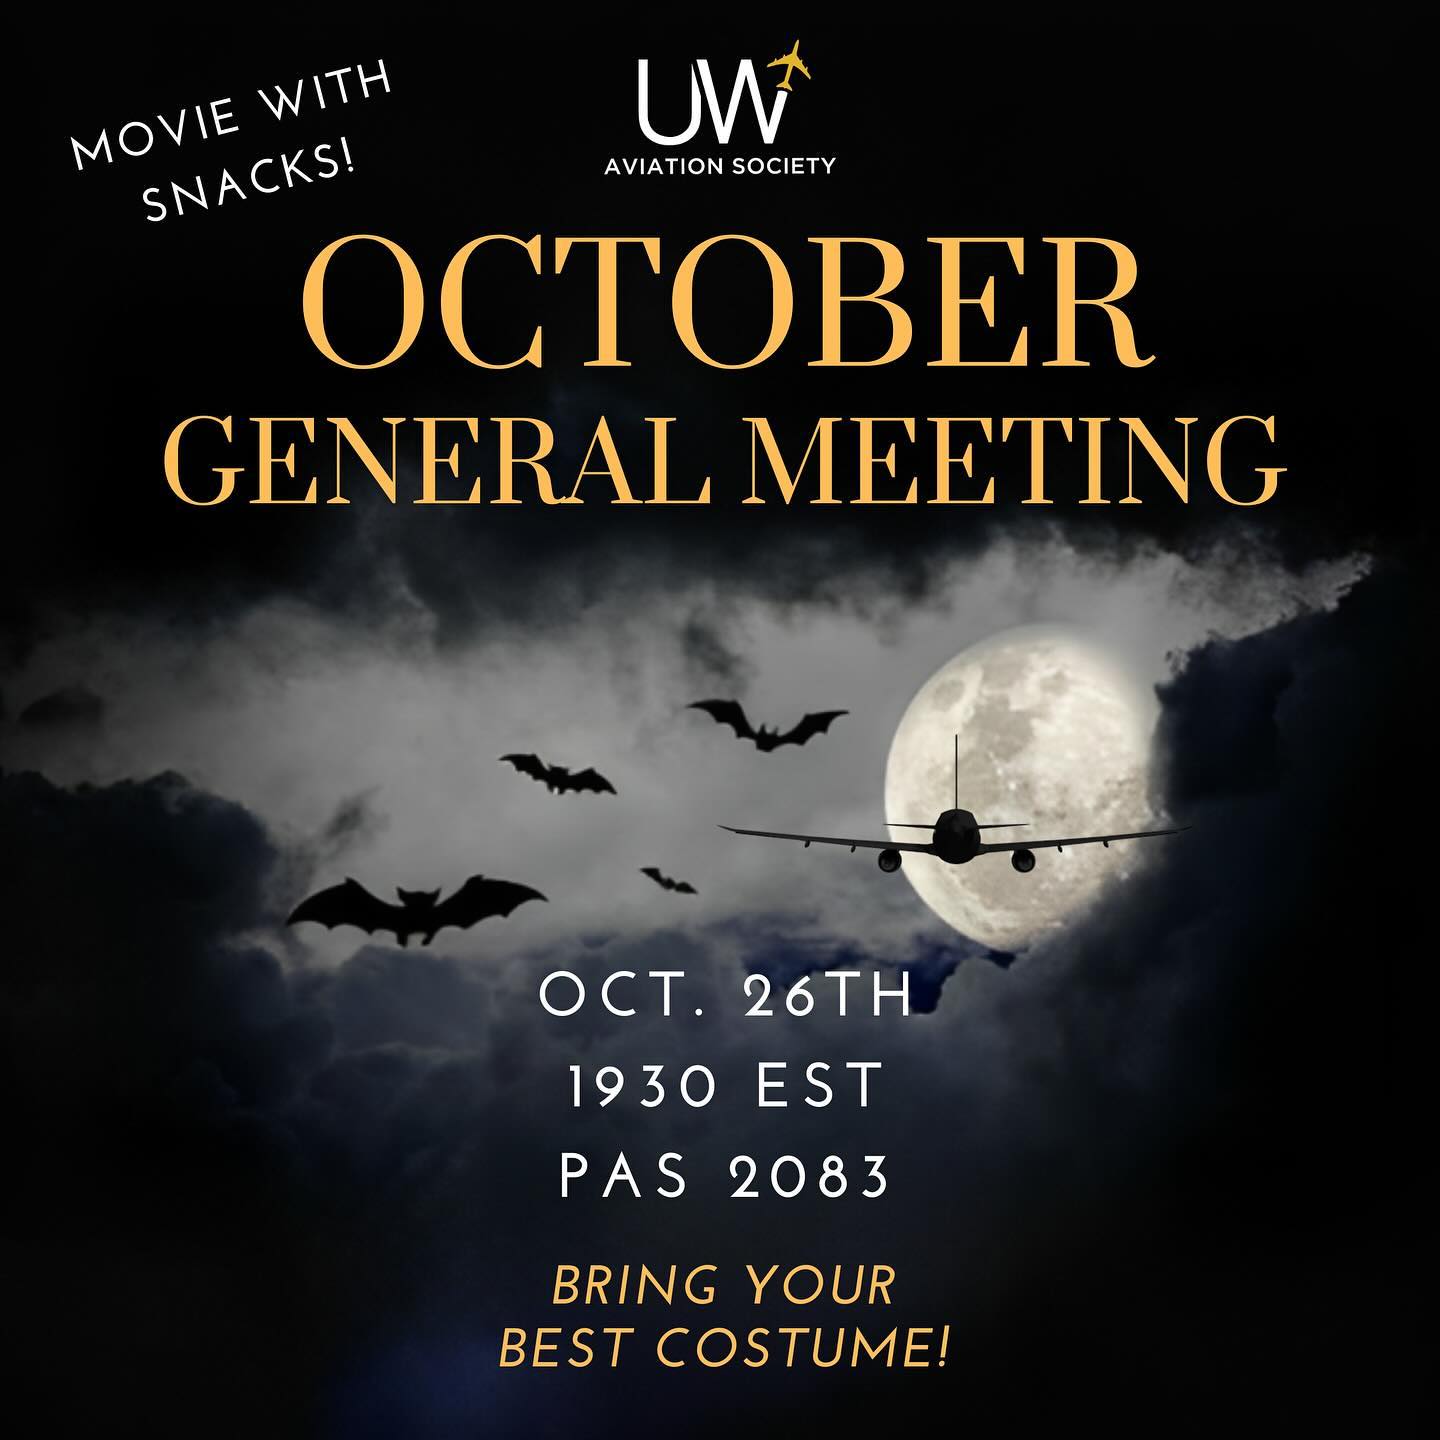 MOVIE WITH
SNACKS!
UW
AVIATION SOCIETY
OCTOBER
GENERAL MEETING
OCT. 26TH
1930 EST
PAS 2083
BRING YOUR
BEST COSTUME!